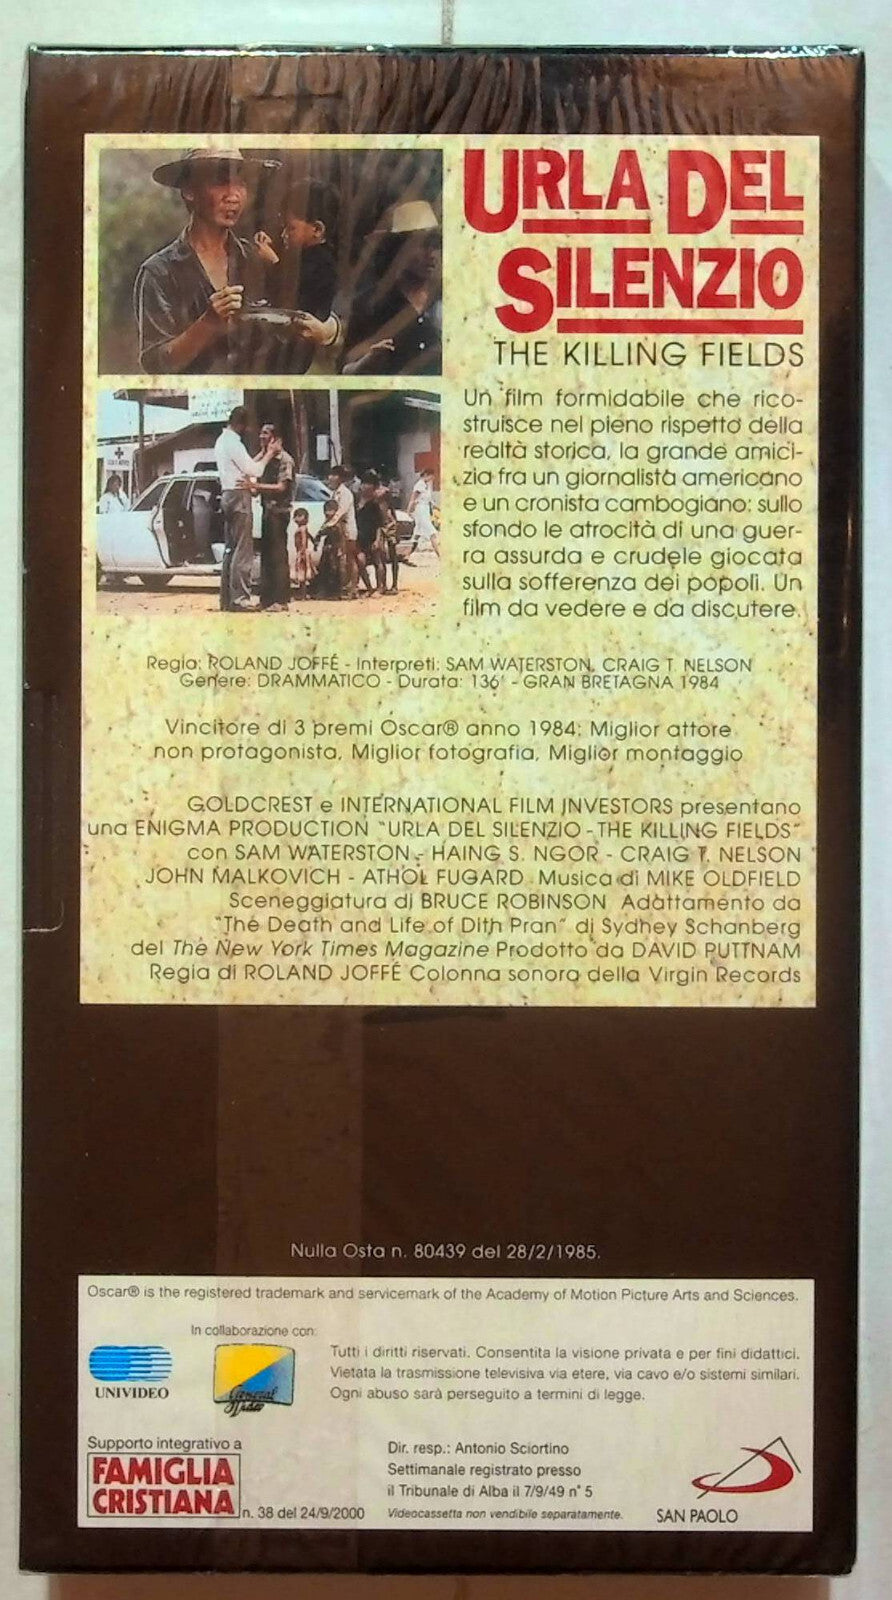 URLA DEL
SILENZIO
THE KILLING FIELDS
Un film formidabile che rico-
struisce nel pieno rispetto della
realtà storica, la grande amici-
zia fra un giornalista americano
e un cronista cambogiano: sullo
sfondo le atrocità di una guer-
ra assurda e crudele giocata
sulla sofferenza dei popoli. Un
film da vedere e da discutere.
Regia: ROLAND JOFFÉ - Interpreti: SAM WATERSTON, CRAIG T. NELSON
Genere: DRAMMATICO - Durata: 136' - GRAN BRETAGNA 1984
Vincitore di 3 premi Oscar® anno 1984: Miglior attore
non protagonista, Miglior fotografia, Miglior montaggio
GOLDCREST e INTERNATIONAL FILM INVESTORS presentano
una ENIGMA PRODUCTION "URLA DEL SILENZIO - THE KILLING FIELDS"
con SAM WATERSTON - HAING S. NGOR - CRAIG T. NELSON
JOHN MALKOVICH - ATHOL FUGARD Musica di MIKE OLDFIELD
Sceneggiatura di BRUCE ROBINSON Adattamento da
"The Death and Life of Dith Pran" di Sydney Schanberg
del The New York Times Magazine Prodotto da DAVID PUTTNAM
Regia di ROLAND JOFFÉ Colonna sonora della Virgin Records
Nulla Osta n. 80439 del 28/2/1985.
Oscar® is the registered trademark and servicemark of the Academy of Motion Picture Arts and Sciences.
In collaborazione con:
UNIVIDEO
General
Video
Tutti i diritti riservati. Consentita la visione privata e per fini didattici.
Vietata la trasmissione televisiva via etere, via cavo e/o sistemi similari.
Ogni abuso sarà perseguito a termini di legge.
Supporto integrativo a
FAMIGLIA
CRISTIANA
n. 38 del 24/9/2000
Dir. resp.: Antonio Sciortino
Settimanale registrato presso
il Tribunale di Alba il 7/9/49 n° 5
Videocassetta non vendibile separatamente.
SAN PAOLO